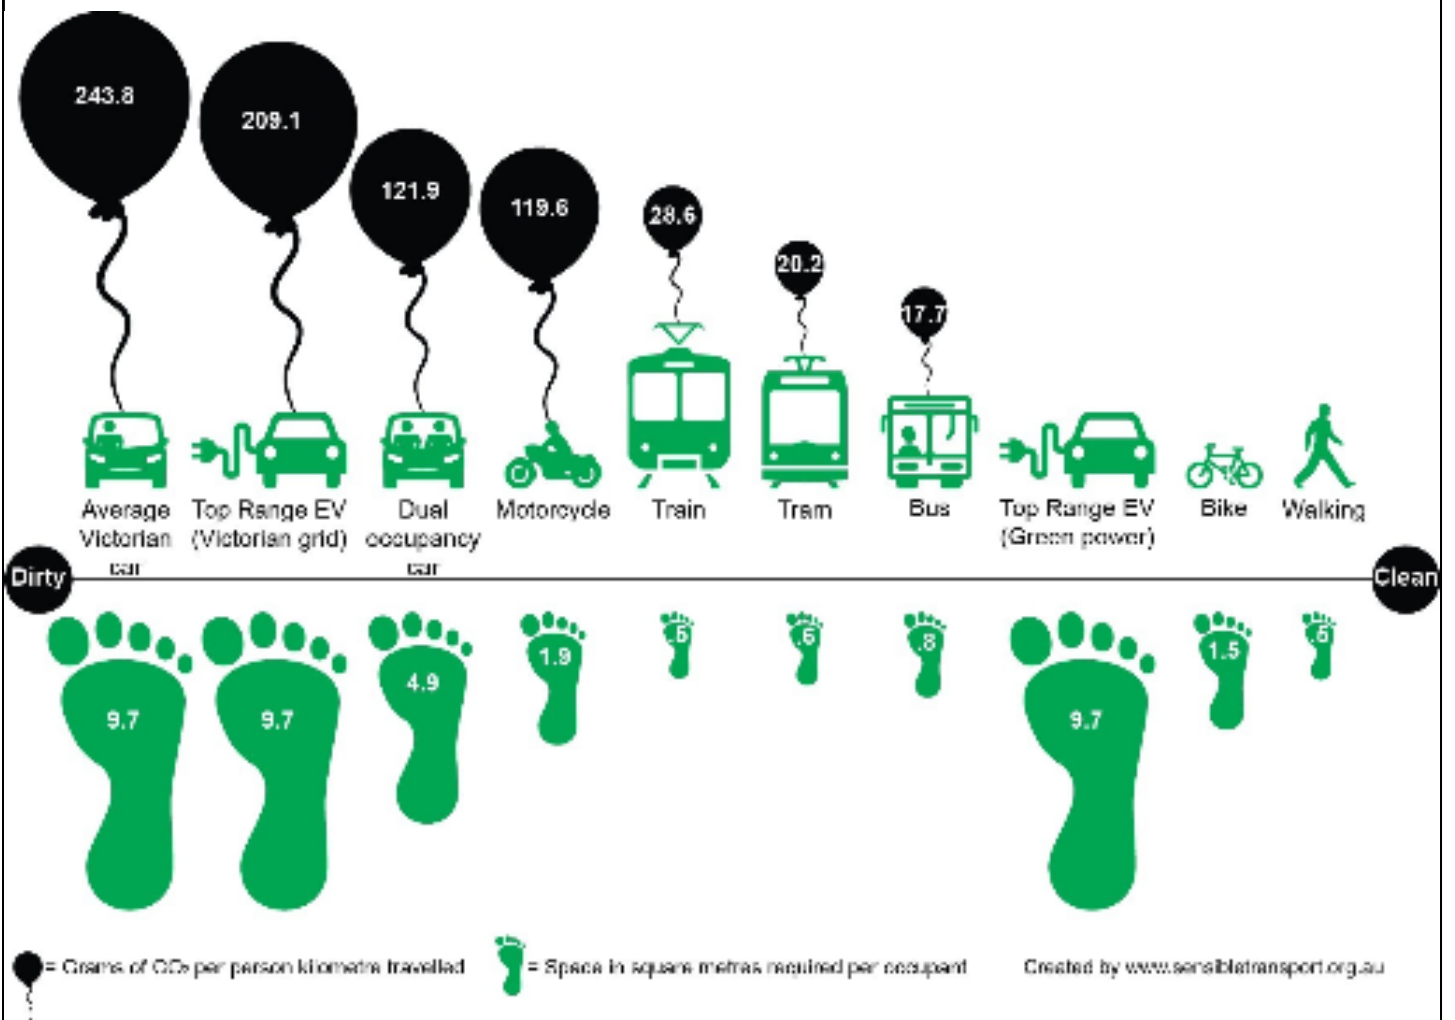 243.8
209.1
121.9
119.6
28.6
20.2
17.7
Average Victorian car
Top Range EV (Victorian grid)
Dual occupancy car
Motorcycle
Train
Tram
Bus
Top Range EV (Green power)
Bike
Walking
Dirty
Clean
9.7
9.7
4.9
1.9
.6
.8
9.7
1.5
= Grams of CO₂ per person kilometre travelled
= Space in square metres required per occupant
Created by www.sensibletransport.org.au